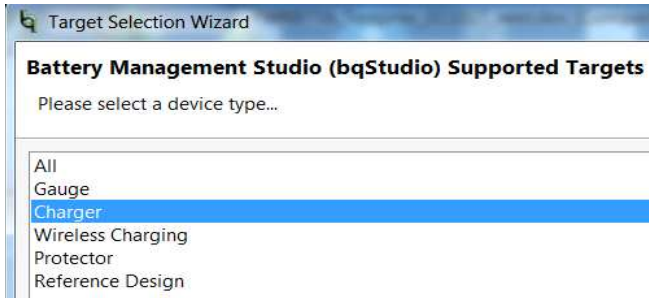 Target Selection Wizard
Battery Management Studio (bqStudio) Supported Targets
Please select a device type...
All
Gauge
Charger
Wireless Charging
Protector
Reference Design